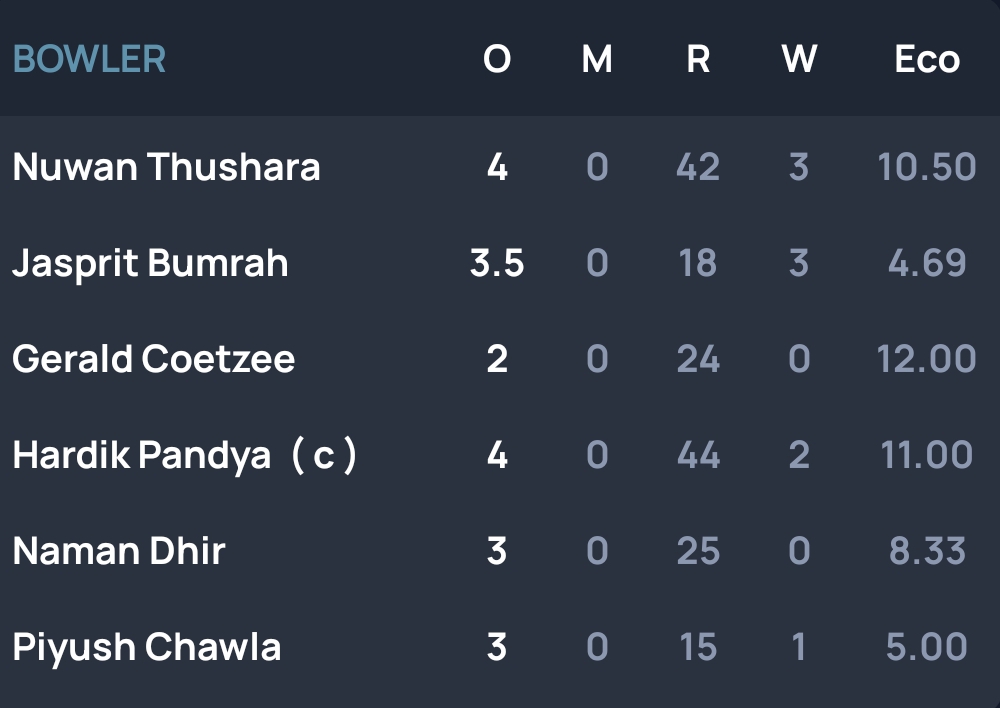 BOWLER O M R W Eco
Nuwan Thushara 4 0 42 3 10.50
Jasprit Bumrah 3.5 0 18 3 4.69
Gerald Coetzee 2 0 24 0 12.00
Hardik Pandya ( c ) 4 0 44 2 11.00
Naman Dhir 3 0 25 0 8.33
Piyush Chawla 3 0 15 1 5.00